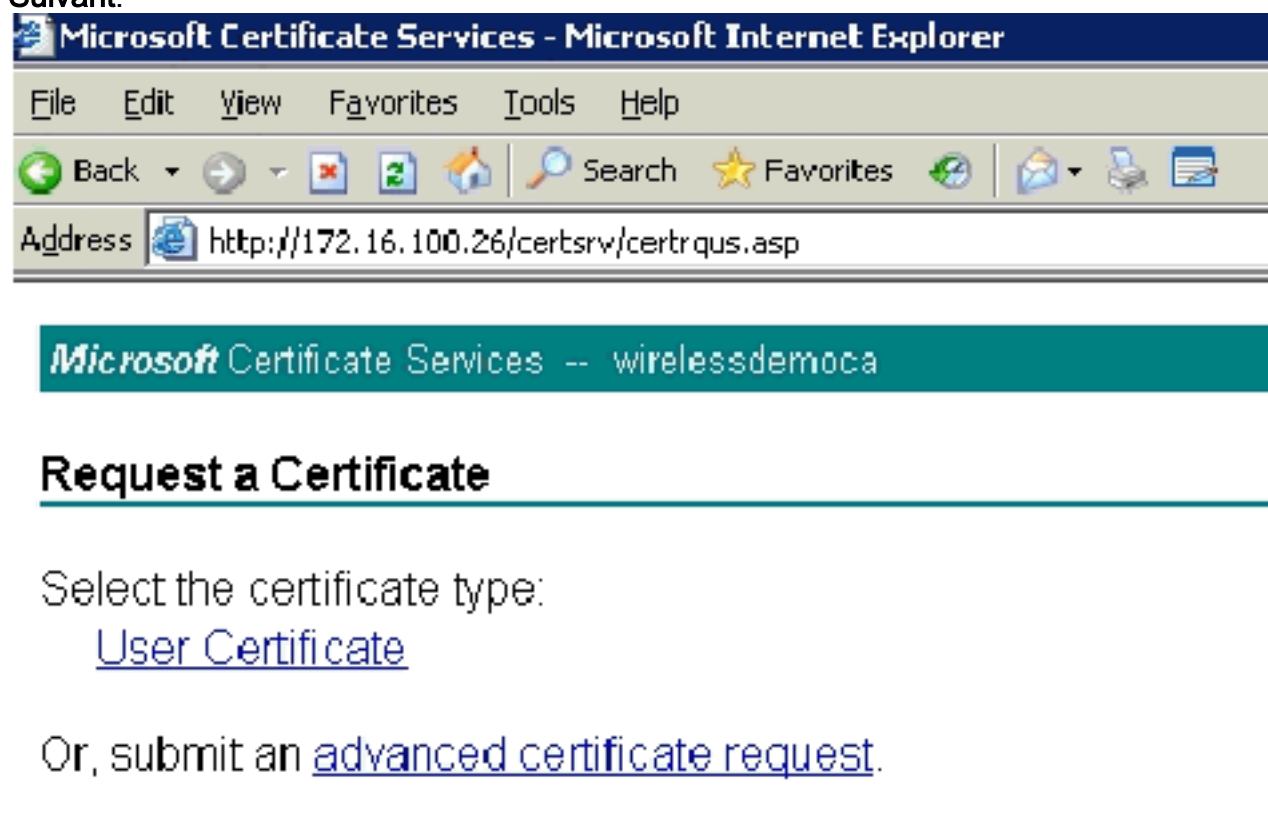 Suivant.
Microsoft Certificate Services - Microsoft Internet Explorer
File Edit View Favorites Tools Help
Back Search Favorites
Address http://172.16.100.26/certsrv/certrqus.asp
Microsoft Certificate Services -- wirelessdemoca
Request a Certificate
Select the certificate type:
User Certificate
Or, submit an advanced certificate request.